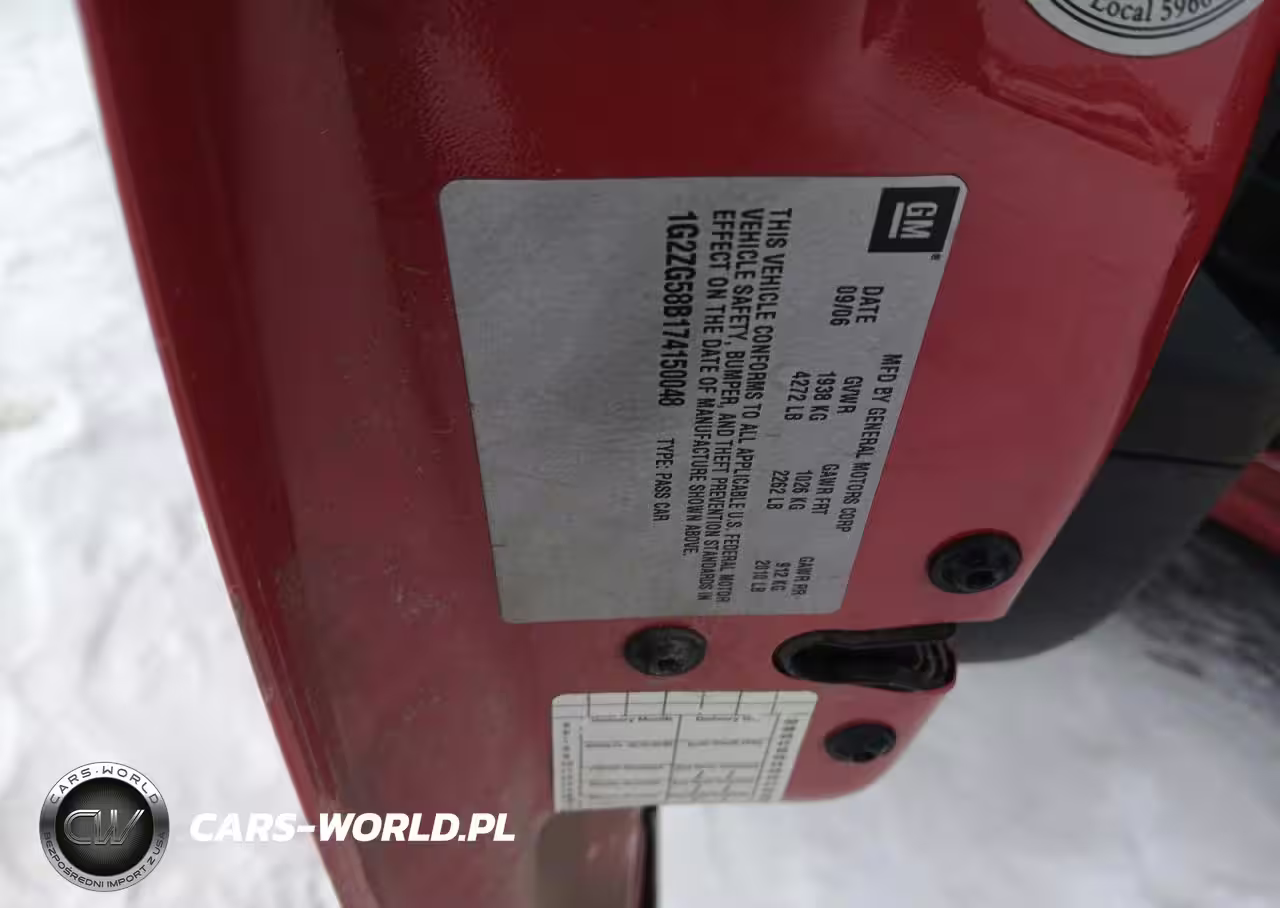 Local 5960
GM
MFD BY GENERAL MOTORS CORP
DATE GVWR GAWR FRT GAWR RR
09/06 1938 KG 1026 KG 912 KG
4272 LB 2262 LB 2010 LB
THIS VEHICLE CONFORMS TO ALL APPLICABLE U.S. FEDERAL MOTOR
VEHICLE SAFETY, BUMPER, AND THEFT PREVENTION STANDARDS IN
EFFECT ON THE DATE OF MANUFACTURE SHOWN ABOVE.
1G2ZG58B174150048 TYPE: PASS CAR
CARS-WORLD
CW
BEZPOŚREDNI IMPORT Z USA
CARS-WORLD.PL